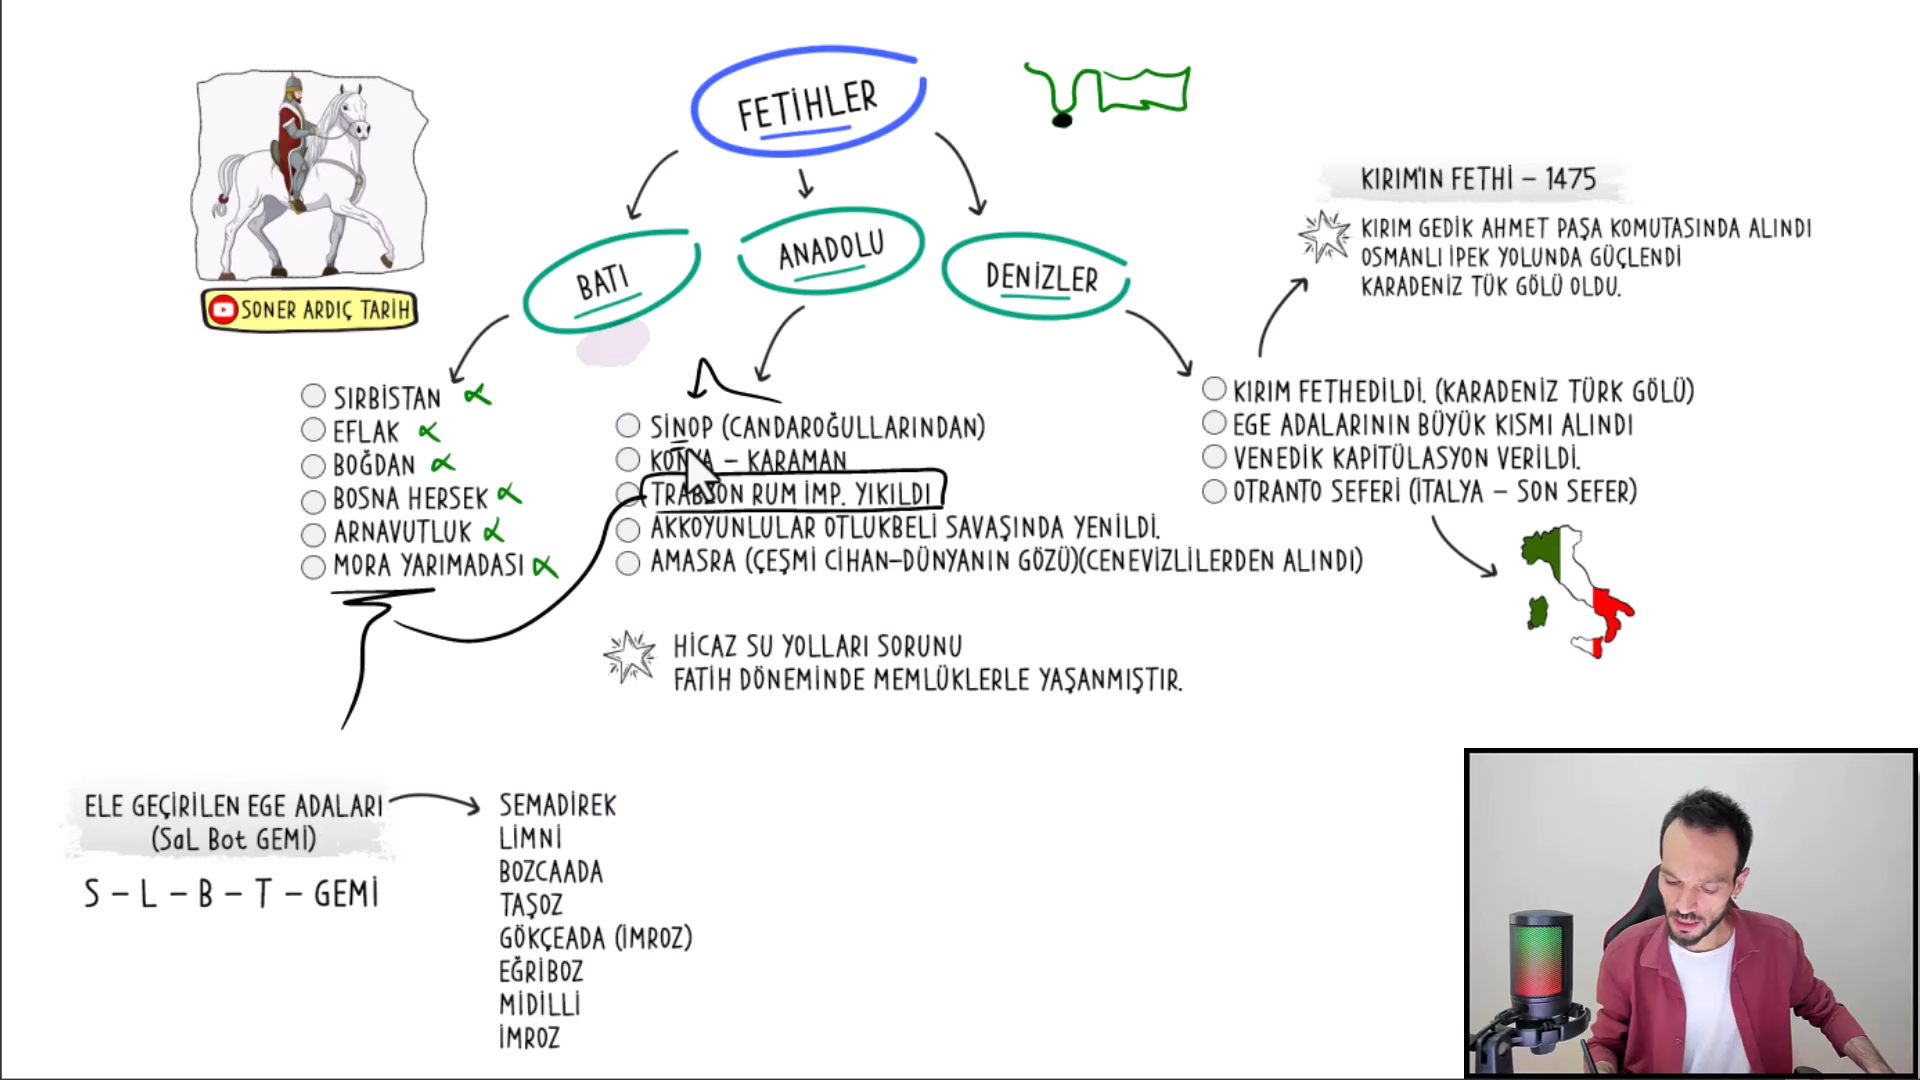 FETİHLER
SONER ARDIÇ TARİH
BATI
ANADOLU
DENİZLER
SIRBİSTAN
EFLAK
BOĞDAN
BOSNA HERSEK
ARNAVUTLUK
MORA YARIMADASI
SİNOP (CANDAROĞULLARINDAN)
KONYA – KARAMAN
TRABZON RUM İMP. YIKILDI
AKKOYUNLULAR OTLUKBELİ SAVAŞINDA YENİLDİ.
AMASRA (ÇEŞMİ CİHAN–DÜNYANIN GÖZÜ)(CENEVİZLİLERDEN ALINDI)
HİCAZ SU YOLLARI SORUNU
FATİH DÖNEMİNDE MEMLÜKLERLE YAŞANMIŞTIR.
KIRIM'IN FETHİ – 1475
KIRIM GEDİK AHMET PAŞA KOMUTASINDA ALINDI
OSMANLI İPEK YOLUNDA GÜÇLENDİ
KARADENİZ TÜK GÖLÜ OLDU.
KIRIM FETHEDİLDİ. (KARADENİZ TÜRK GÖLÜ)
EGE ADALARININ BÜYÜK KISMI ALINDI
VENEDİK KAPİTÜLASYON VERİLDİ.
OTRANTO SEFERİ (İTALYA – SON SEFER)
ELE GEÇİRİLEN EGE ADALARI
(SaL Bot GEMİ)
S – L – B – T – GEMİ
SEMADİREK
LİMNİ
BOZCAADA
TAŞOZ
GÖKÇEADA (İMROZ)
EĞRİBOZ
MİDİLLİ
İMROZ